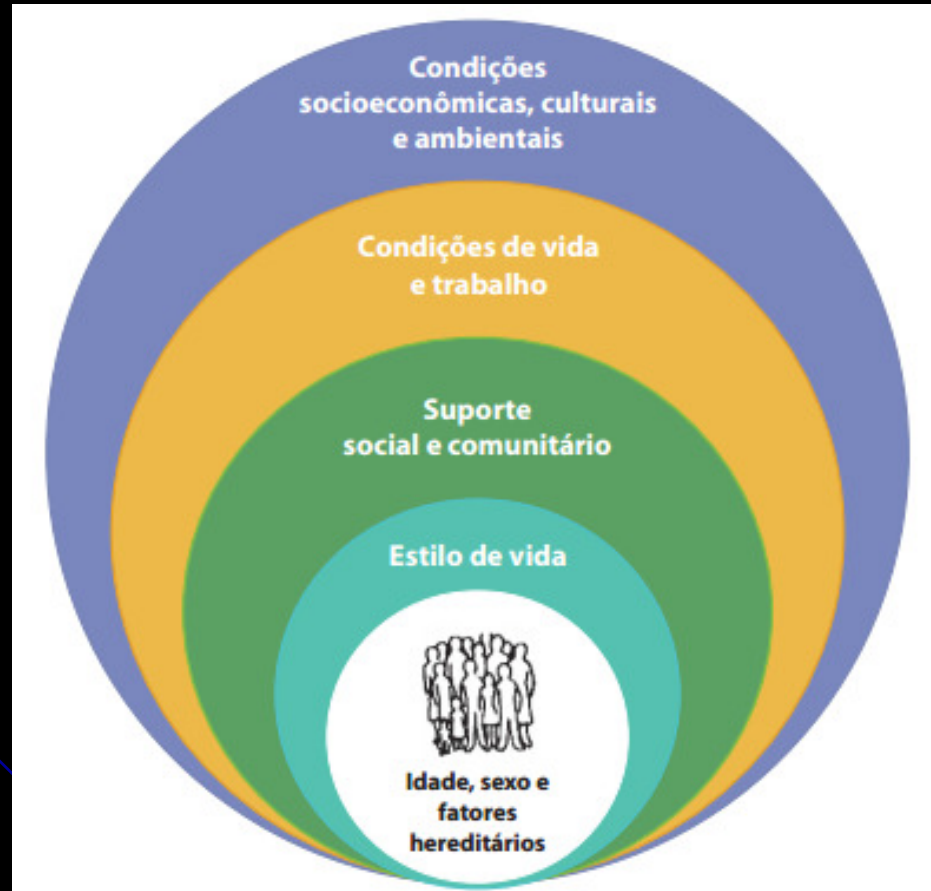 Condições
socioeconômicas, culturais
e ambientais
Condições de vida
e trabalho
Suporte
social e comunitário
Estilo de vida
Idade, sexo e
fatores
hereditários